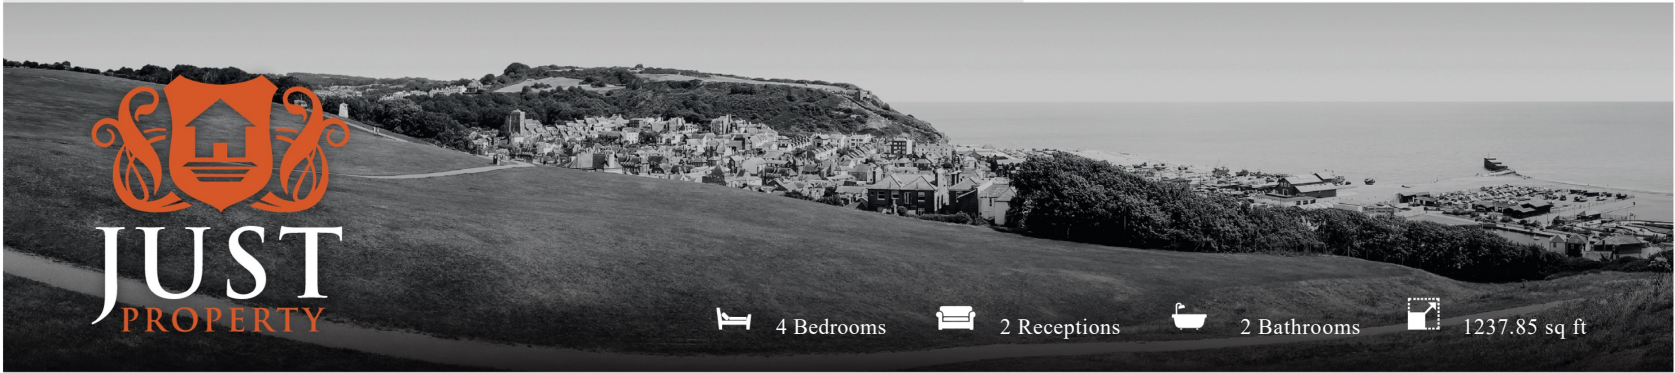 JUST
PROPERTY
4 Bedrooms
2 Receptions
2 Bathrooms
1237.85 sq ft